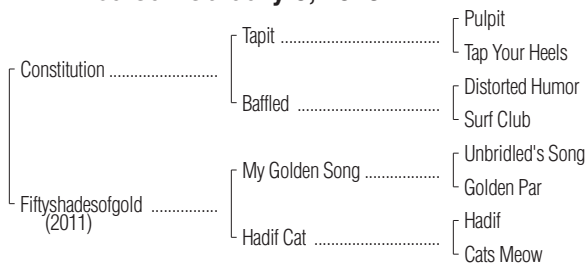 Tapit
Pulpit
Tap Your Heels
Constitution
Baffled
Distorted Humor
Surf Club
My Golden Song
Unbridled's Song
Golden Par
Fiftyshadesofgold
(2011)
Hadif Cat
Hadif
Cats Meow